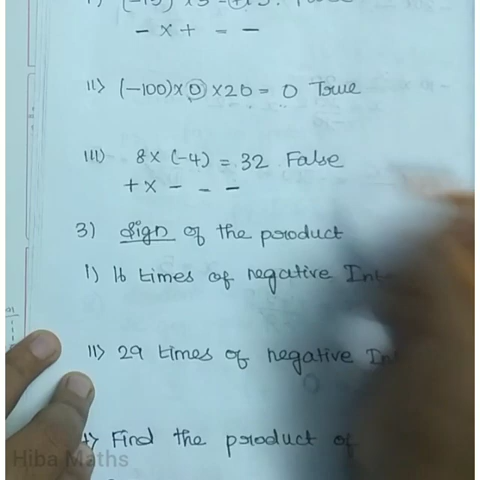 - x + = -
II) (-100) x 0 x 20 = 0 True
III) 8 x (-4) = 32 False
+ x - = -
3) Sign of the product
i) 16 times of negative
II) 29 times of negative
Find the product of
Hiba Maths